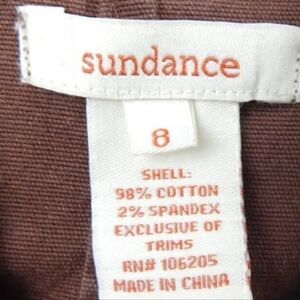 sundance
8
SHELL:
98% COTTON
2% SPANDEX
EXCLUSIVE OF
TRIMS
RN# 106205
MADE IN CHINA